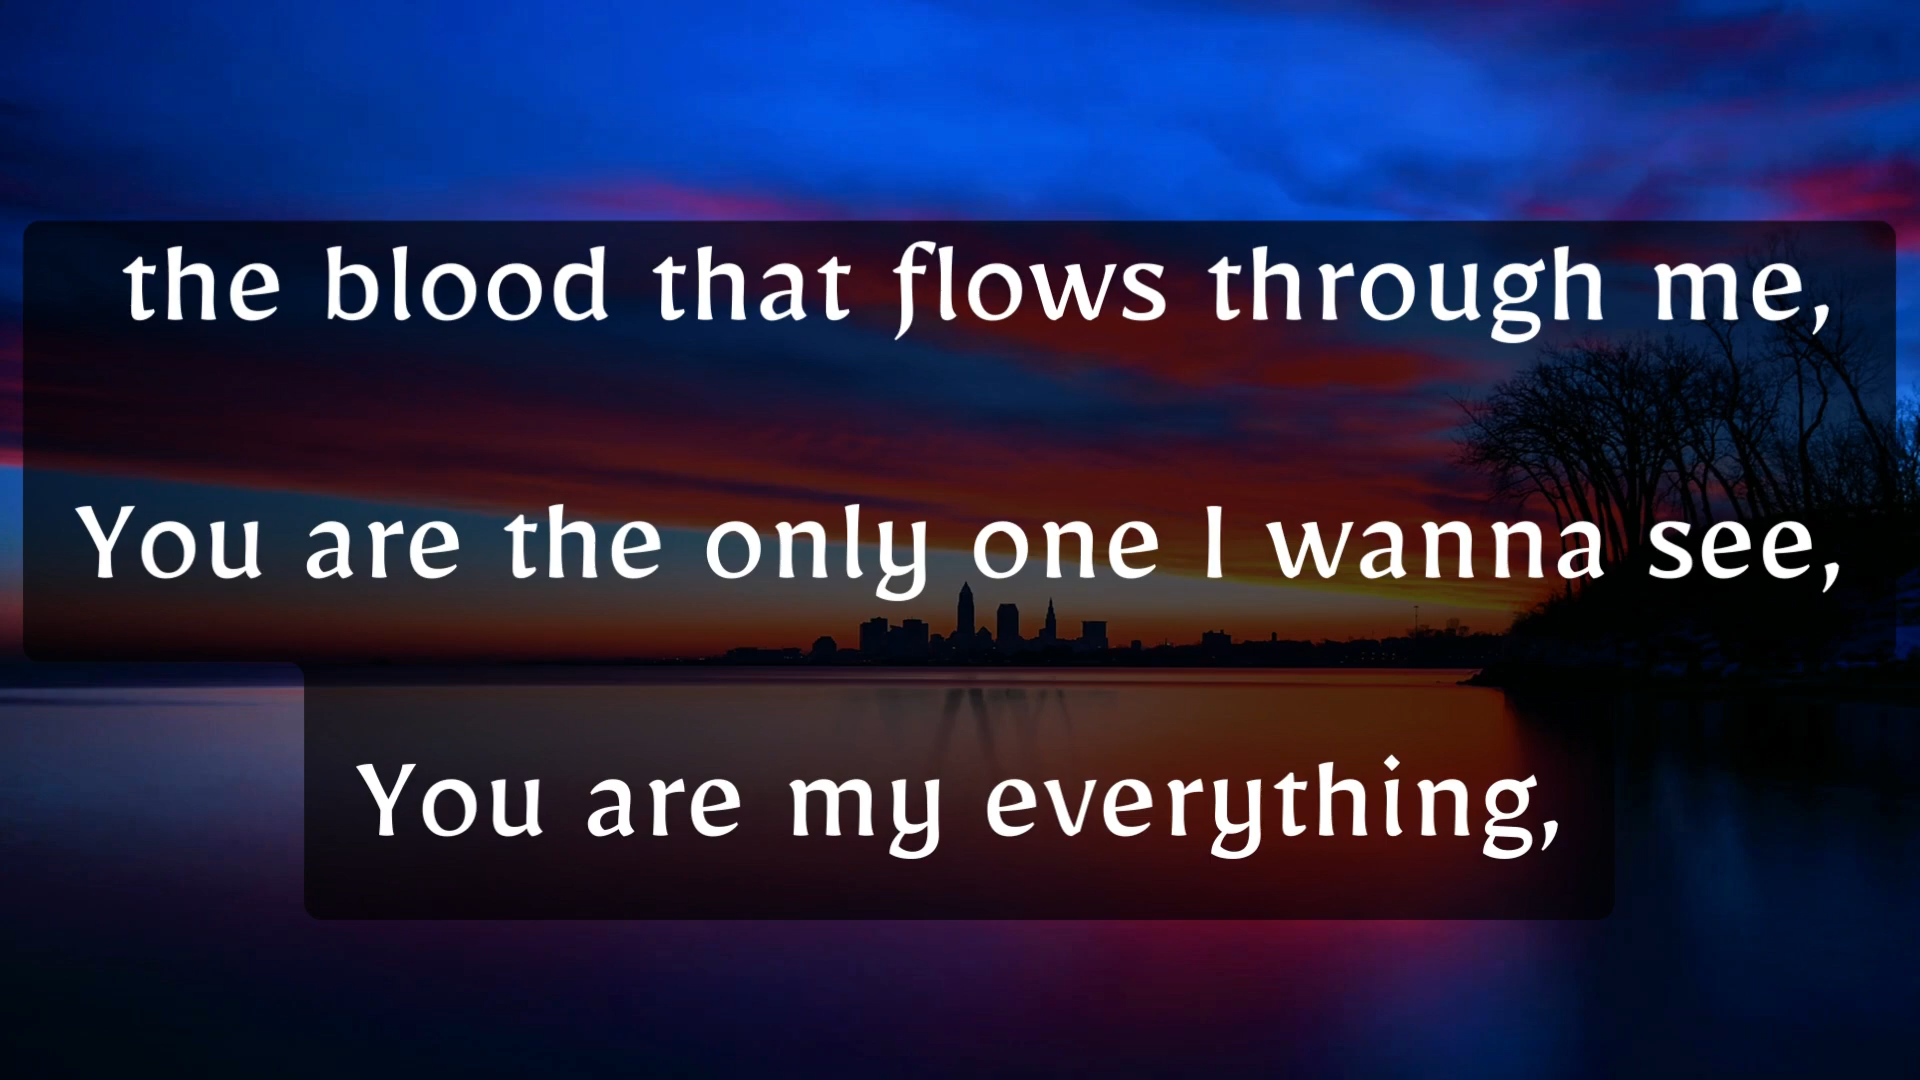 the blood that flows through me,
You are the only one I wanna see,
You are my everything,